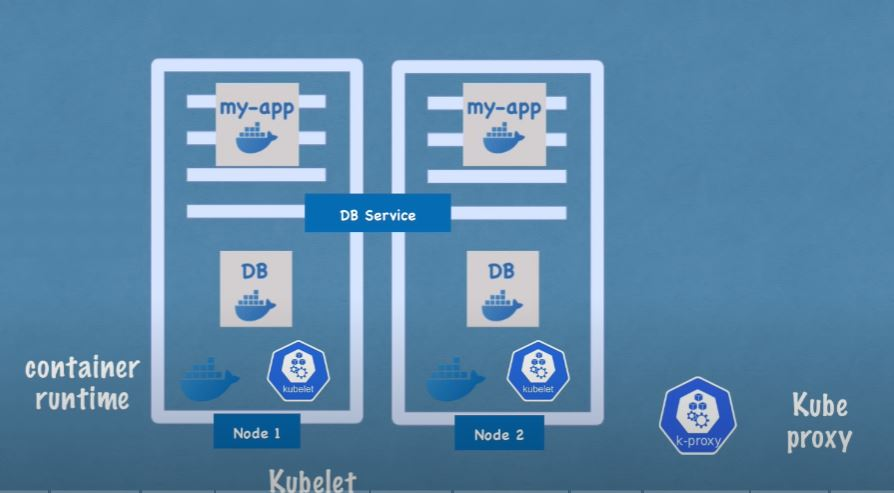 my-app
my-app
DB Service
DB
DB
container
runtime
kubelet
kubelet
Node 1
Node 2
k-proxy
Kube
proxy
Kubelet